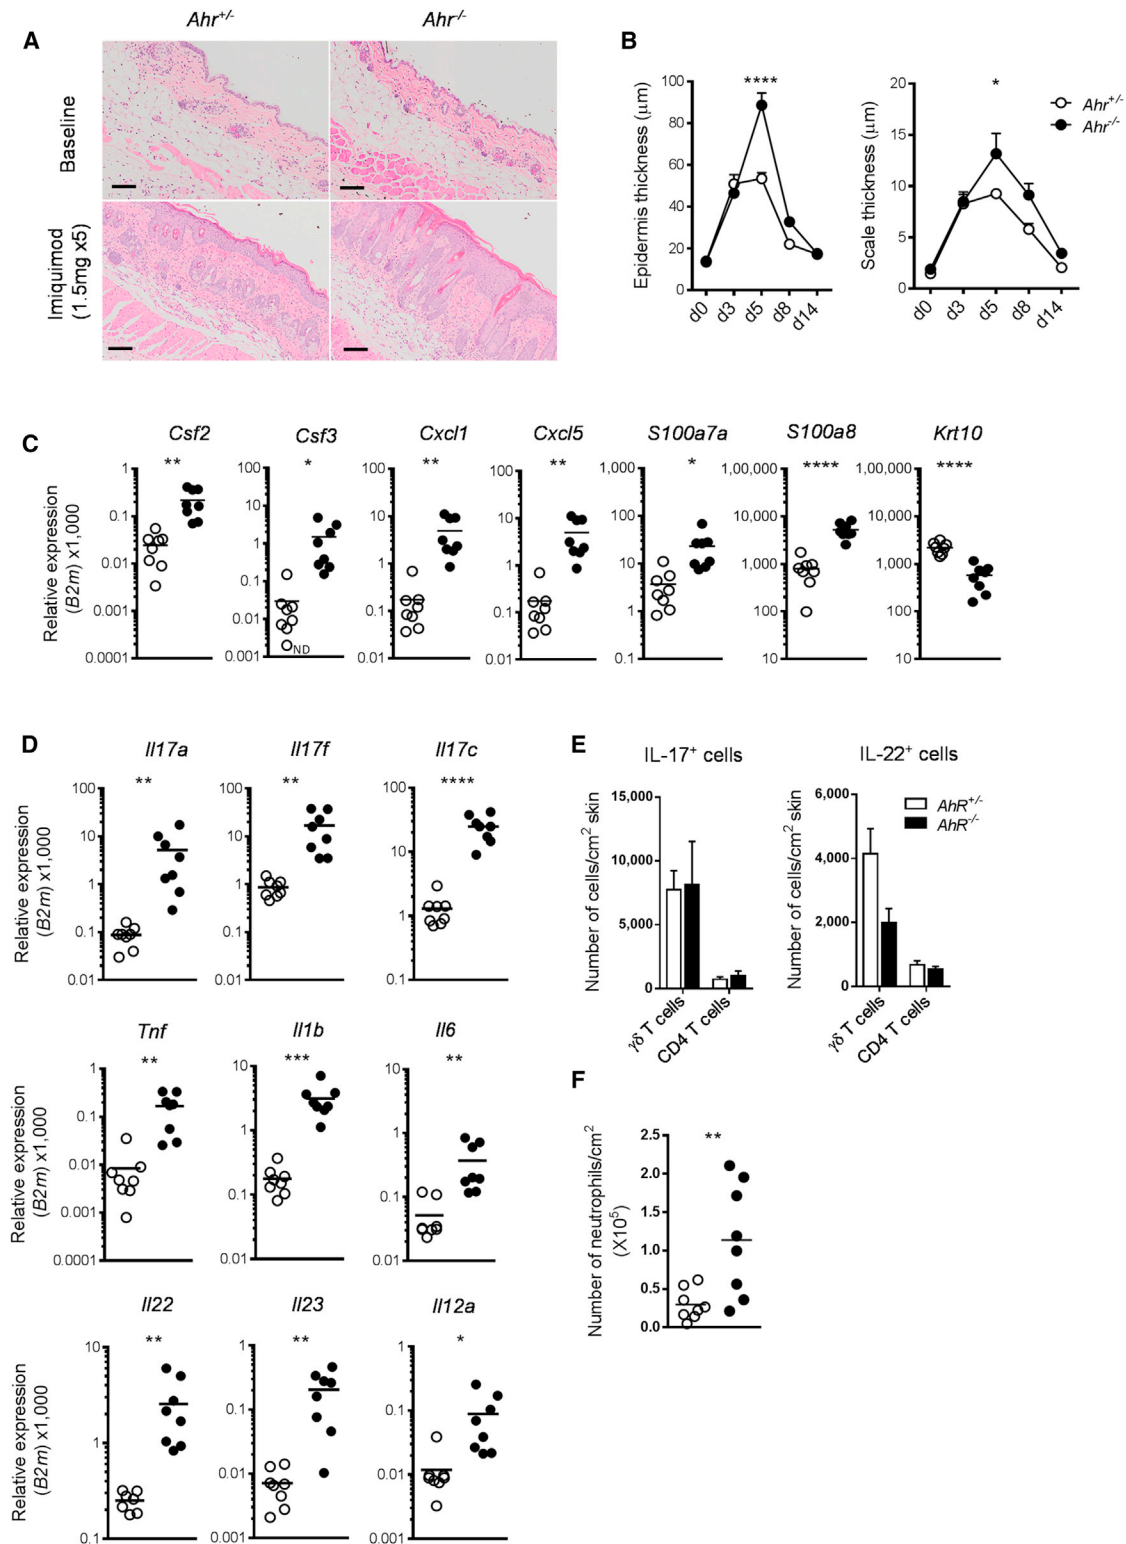 Ahr+/-
Ahr-/-
A
Baseline
Imiquimod
(1.5mg x5)
B
Epidermis thickness (μm)
100
80
60
40
20
0
d0 d3 d5 d8 d14
****
Scale thickness (μm)
20
15
10
5
0
d0 d3 d5 d8 d14
*
Ahr+/-
Ahr-/-
C
Relative expression
(B2m) x1,000
Csf2
**
1
0.1
0.01
0.001
0.0001
Csf3
*
100
10
1
0.1
0.01
0.001
ND
Cxcl1
**
100
10
1
0.1
0.01
Cxcl5
**
100
10
1
0.1
0.01
S100a7a
*
1,000
100
10
1
0.1
S100a8
****
1,00,000
10,000
1,000
100
10
Krt10
****
1,00,000
10,000
1,000
100
10
D
Relative expression
(B2m) x1,000
Il17a
**
100
10
1
0.1
0.01
Il17f
**
100
10
1
0.1
0.01
Il17c
****
100
10
1
0.1
Relative expression
(B2m) x1,000
Tnf
**
1
0.1
0.01
0.001
0.0001
Il1b
***
10
1
0.1
0.01
Il6
**
10
1
0.1
0.01
Relative expression
(B2m) x1,000
Il22
**
10
1
0.1
Il23
**
1
0.1
0.01
0.001
Il12a
*
1
0.1
0.01
0.001
E
IL-17+ cells
Number of cells/cm2 skin
15,000
10,000
5,000
0
γδ T cells
CD4 T cells
IL-22+ cells
Number of cells/cm2 skin
6,000
4,000
2,000
0
γδ T cells
CD4 T cells
AhR+/-
AhR-/-
F
Number of neutrophils/cm2
(X105)
**
2.5
2.0
1.5
1.0
0.5
0.0